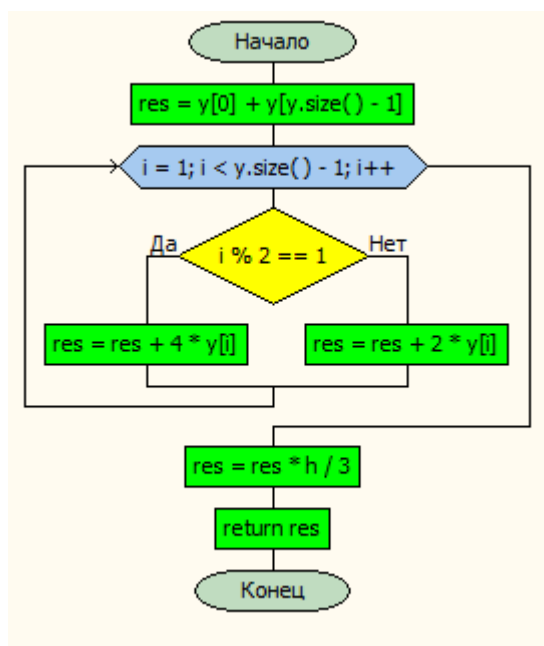 Начало
res = y[0] + y[y.size() - 1]
i = 1; i < y.size() - 1; i++
Да
Нет
i % 2 == 1
res = res + 4 * y[i]
res = res + 2 * y[i]
res = res * h / 3
return res
Конец